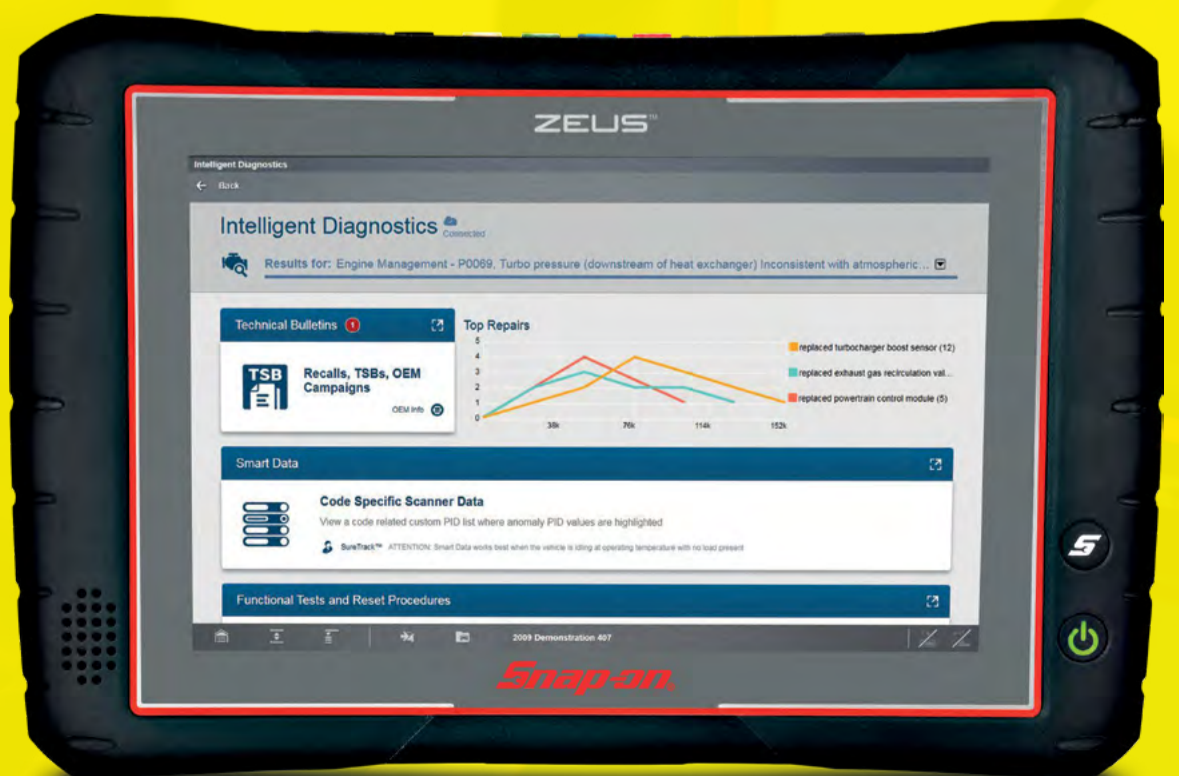 ZEUS™
Intelligent Diagnostics
← Back
Intelligent Diagnostics
Connected
Results for: Engine Management - P0069, Turbo pressure (downstream of heat exchanger) Inconsistent with atmospheric...
Technical Bulletins 1
TSB
Recalls, TSBs, OEM
Campaigns
OEM Info
Top Repairs
5
4
3
2
1
0
38k 76k 114k 152k
replaced turbocharger boost sensor (12)
replaced exhaust gas recirculation val...
replaced powertrain control module (5)
Smart Data
Code Specific Scanner Data
View a code related custom PID list where anomaly PID values are highlighted
SureTrack™ ATTENTION: Smart Data works best when the vehicle is idling at operating temperature with no load present
Functional Tests and Reset Procedures
2009 Demonstration 407
Snap-on
S